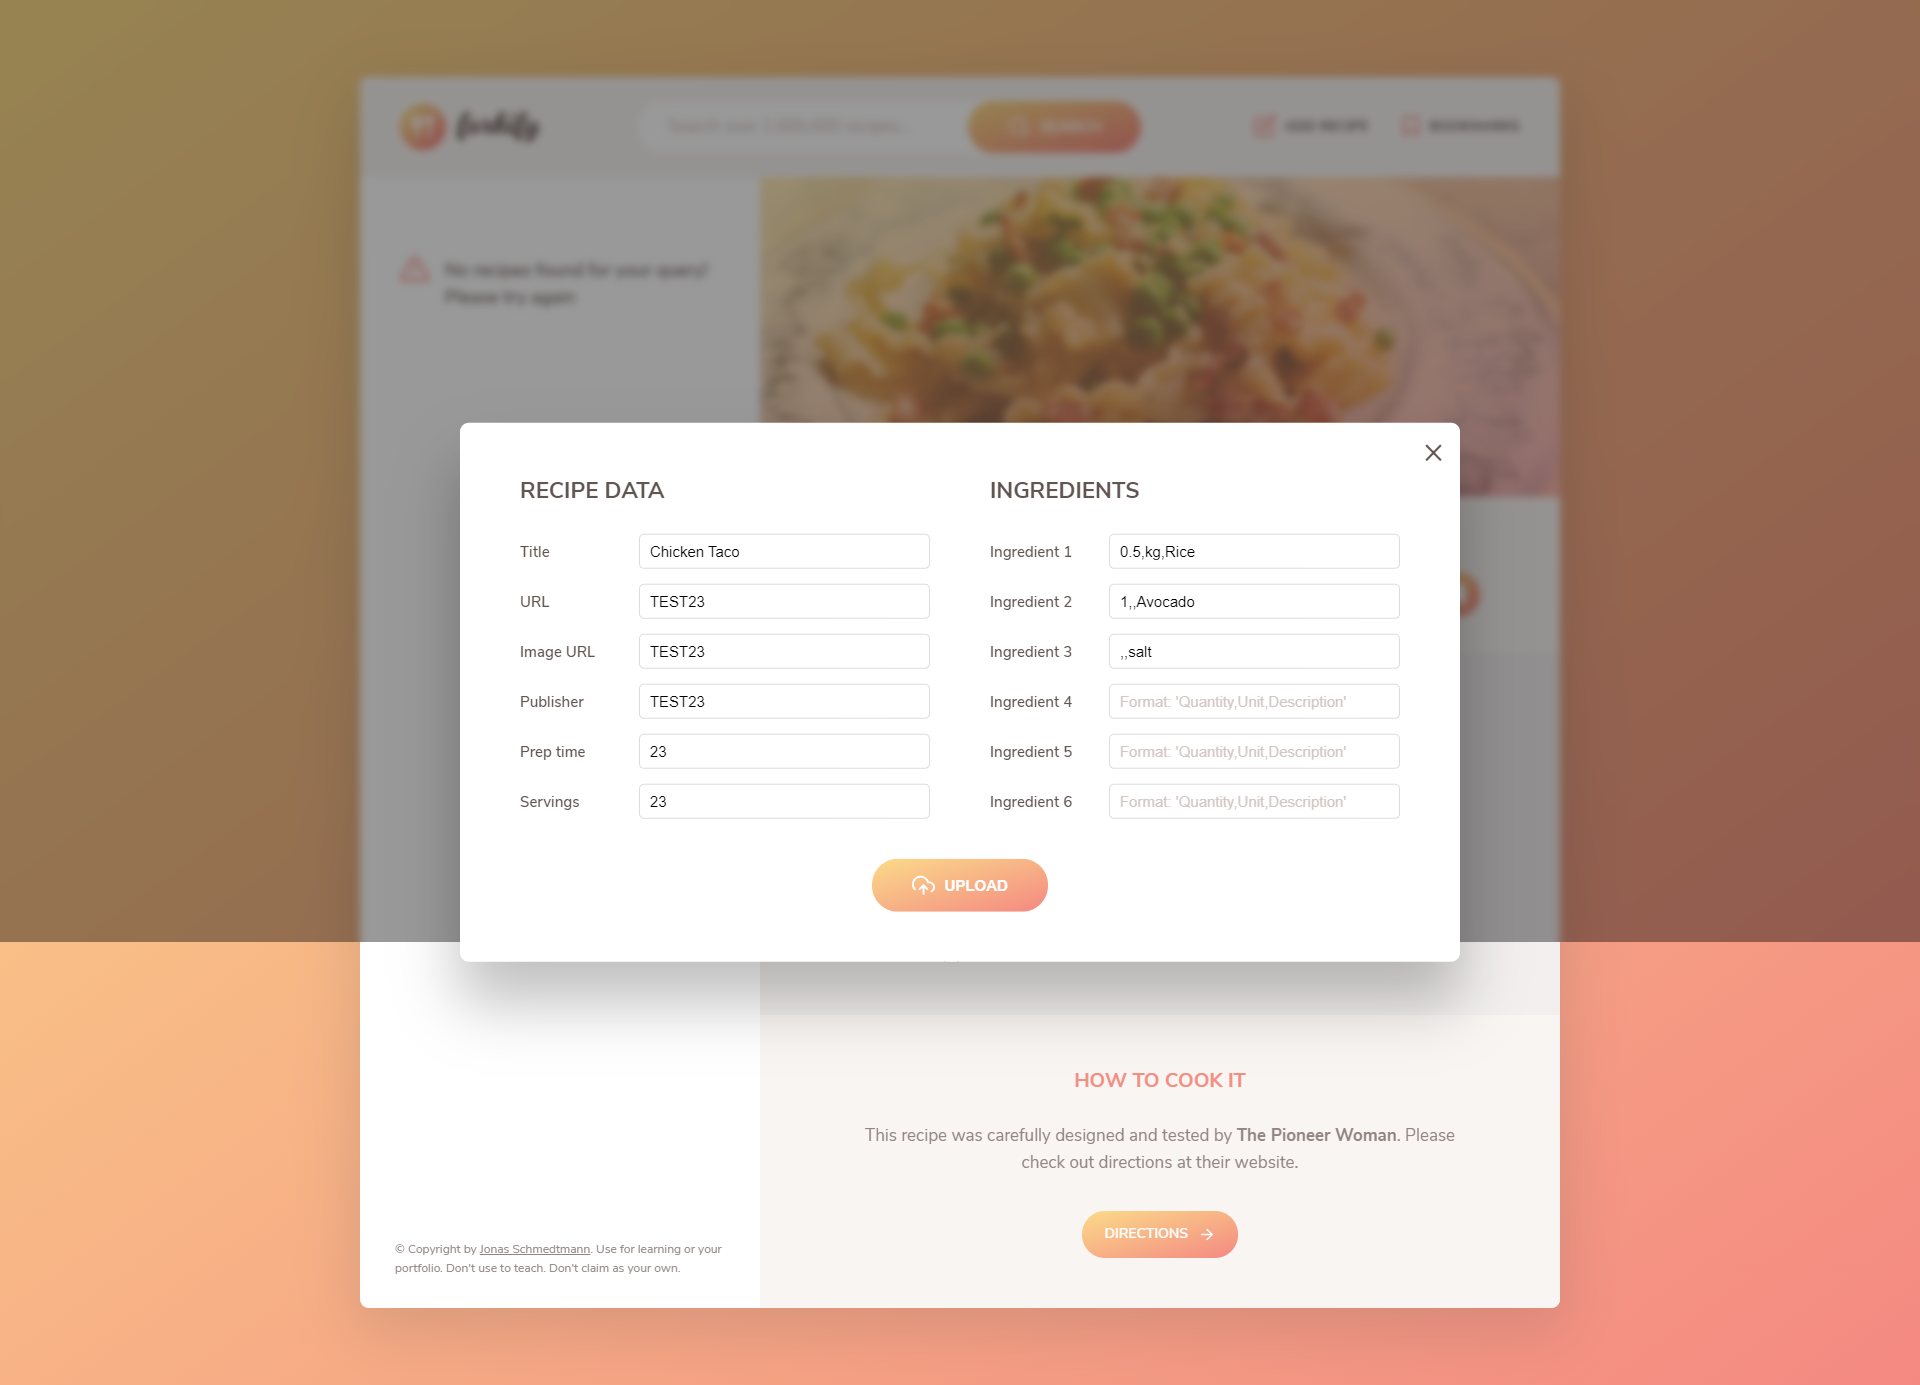 forkify
Search over 1,000,000 recipes...
SEARCH
ADD RECIPE
BOOKMARKS
No recipes found for your query!
Please try again
RECIPE DATA
Title
Chicken Taco
URL
TEST23
Image URL
TEST23
Publisher
TEST23
Prep time
23
Servings
23
INGREDIENTS
Ingredient 1
0.5,kg,Rice
Ingredient 2
1,,Avocado
Ingredient 3
,,salt
Ingredient 4
Format: 'Quantity,Unit,Description'
Ingredient 5
Format: 'Quantity,Unit,Description'
Ingredient 6
Format: 'Quantity,Unit,Description'
UPLOAD
HOW TO COOK IT
This recipe was carefully designed and tested by The Pioneer Woman. Please
check out directions at their website.
DIRECTIONS
© Copyright by Jonas Schmedtmann. Use for learning or your
portfolio. Don't use to teach. Don't claim as your own.